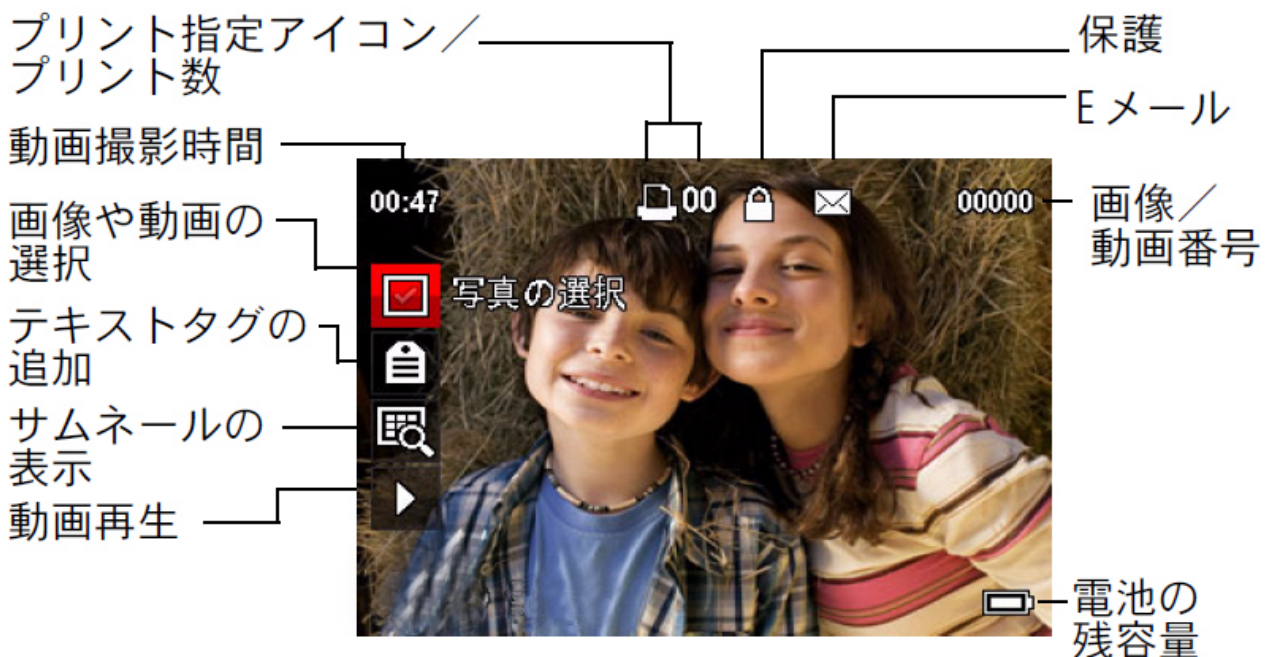 プリント指定アイコン／
プリント数
動画撮影時間
画像や動画の
選択
テキストタグの
追加
サムネールの
表示
動画再生
00:47
00
00000
写真の選択
保護
Eメール
画像／
動画番号
電池の
残容量